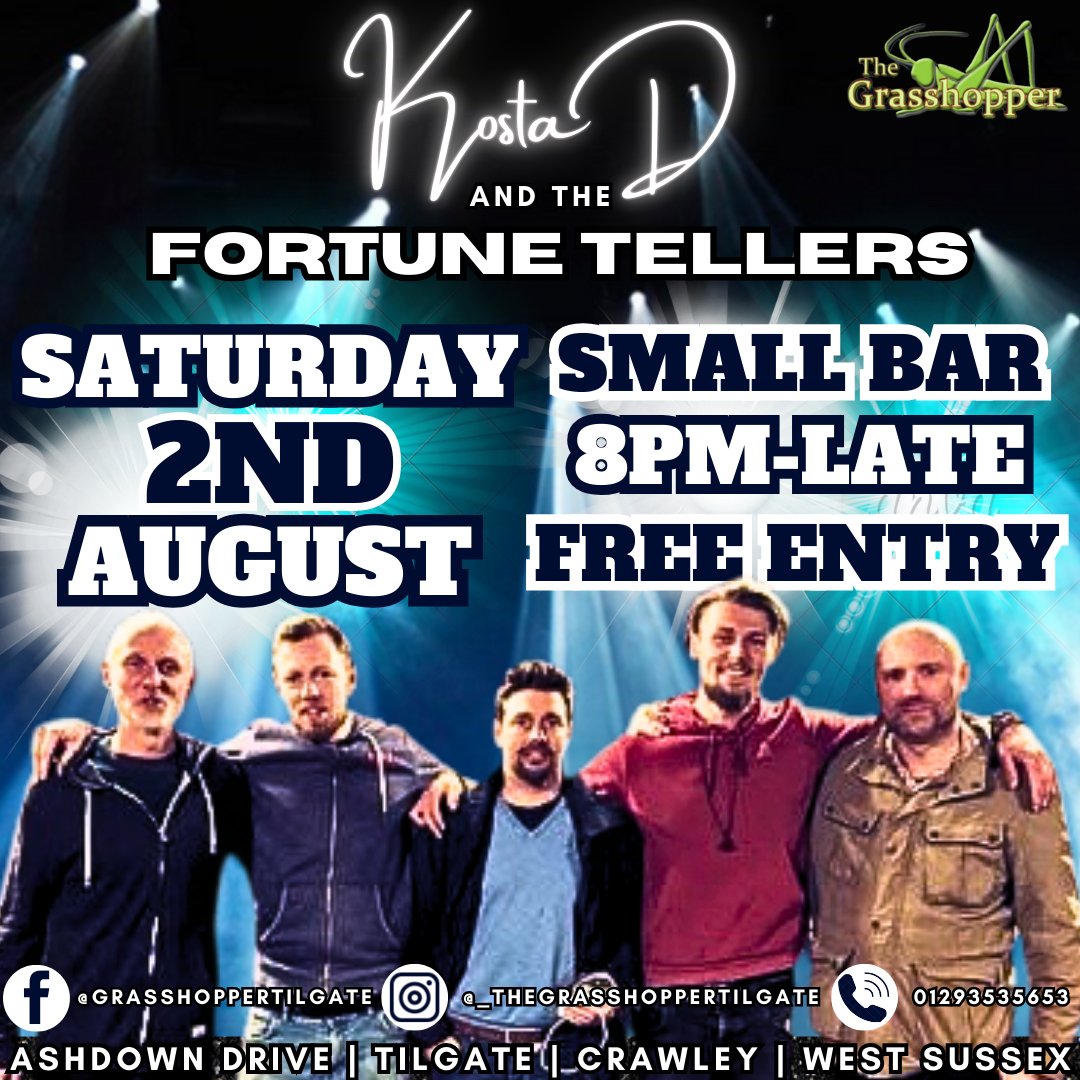 Kosta D
AND THE
FORTUNE TELLERS
The
Grasshopper
SATURDAY
2ND
AUGUST
SMALL BAR
8PM-LATE
FREE ENTRY
@GRASSHOPPERTILGATE
@_THEGRASSHOPPERTILGATE
01293535653
ASHDOWN DRIVE | TILGATE | CRAWLEY | WEST SUSSEX